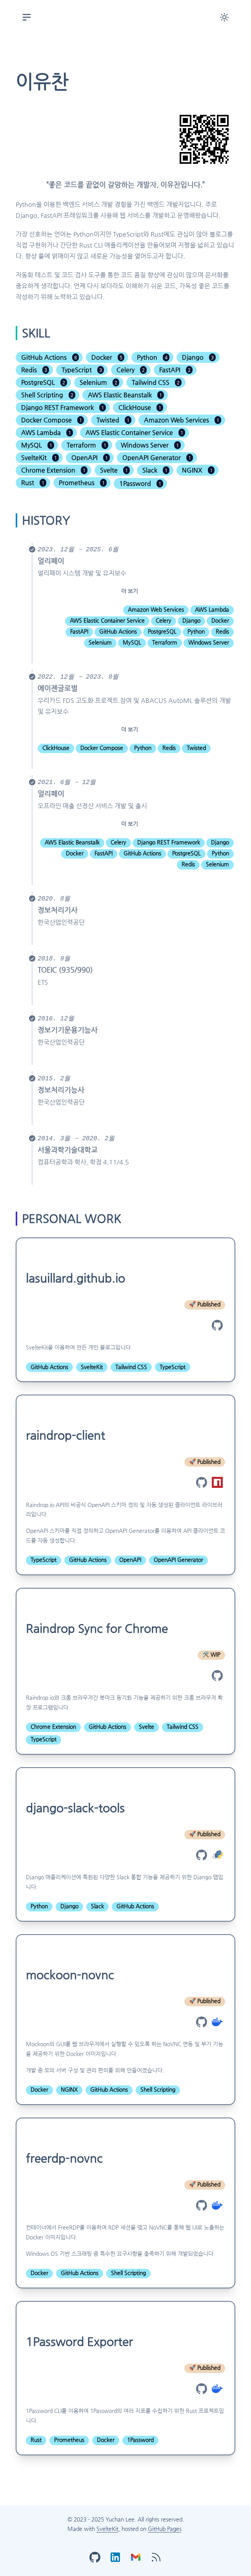 이유찬
"좋은 코드를 끝없이 갈망하는 개발자, 이유찬입니다."
Python을 이용한 백엔드 서비스 개발 경험을 가진 백엔드 개발자입니다. 주로
Django, FastAPI 프레임워크를 사용해 웹 서비스를 개발하고 운영해왔습니다.
가장 선호하는 언어는 Python이지만 TypeScript와 Rust에도 관심이 많아 블로그를
직접 구현하거나 간단한 Rust CLI 애플리케이션을 만들어보며 지평을 넓히고 있습니
다. 항상 틀에 얽매이지 않고 새로운 가능성을 열어두고자 합니다.
자동화 테스트 및 코드 검사 도구를 통한 코드 품질 향상에 관심이 많으며 문서화를
중요하게 생각합니다. 언제 다시 보더라도 이해하기 쉬운 코드, 가독성 좋은 코드를
작성하기 위해 노력하고 있습니다.
SKILL
GitHub Actions 8 Docker 5 Python 4 Django 3
Redis 3 TypeScript 3 Celery 2 FastAPI 2
PostgreSQL 2 Selenium 2 Tailwind CSS 2
Shell Scripting 2 AWS Elastic Beanstalk 1
Django REST Framework 1 ClickHouse 1
Docker Compose 1 Twisted 1 Amazon Web Services 1
AWS Lambda 1 AWS Elastic Container Service 1
MySQL 1 Terraform 1 Windows Server 1
SvelteKit 1 OpenAPI 1 OpenAPI Generator 1
Chrome Extension 1 Svelte 1 Slack 1 NGINX 1
Rust 1 Prometheus 1 1Password 1
HISTORY
2023. 12월 - 2025. 6월
얼리페이
얼리페이 시스템 개발 및 유지보수
더 보기
Amazon Web Services AWS Lambda
AWS Elastic Container Service Celery Django Docker
FastAPI GitHub Actions PostgreSQL Python Redis
Selenium MySQL Terraform Windows Server
2022. 12월 - 2023. 8월
에이젠글로벌
우리카드 FDS 고도화 프로젝트 참여 및 ABACUS AutoML 솔루션의 개발
및 유지보수
더 보기
ClickHouse Docker Compose Python Redis Twisted
2021. 6월 - 12월
얼리페이
오프라인 매출 선정산 서비스 개발 및 출시
더 보기
AWS Elastic Beanstalk Celery Django REST Framework Django
Docker FastAPI GitHub Actions PostgreSQL Python
Redis Selenium
2020. 8월
정보처리기사
한국산업인력공단
2018. 9월
TOEIC (935/990)
ETS
2016. 12월
정보기기운용기능사
한국산업인력공단
2015. 2월
정보처리기능사
한국산업인력공단
2014. 3월 - 2020. 2월
서울과학기술대학교
컴퓨터공학과 학사, 학점 4.11/4.5
PERSONAL WORK
lasuillard.github.io
🚀 Published
SvelteKit을 이용하여 만든 개인 블로그입니다.
GitHub Actions SvelteKit Tailwind CSS TypeScript
raindrop-client
🚀 Published
Raindrop.io API의 비공식 OpenAPI 스키마 정의 및 자동 생성된 클라이언트 라이브러
리입니다.
OpenAPI 스키마를 직접 정의하고 OpenAPI Generator를 이용하여 API 클라이언트 코
드를 자동 생성합니다.
TypeScript GitHub Actions OpenAPI OpenAPI Generator
Raindrop Sync for Chrome
🛠️ WIP
Raindrop.io와 크롬 브라우저간 북마크 동기화 기능을 제공하기 위한 크롬 브라우저 확
장 프로그램입니다.
Chrome Extension GitHub Actions Svelte Tailwind CSS
TypeScript
django-slack-tools
🚀 Published
Django 애플리케이션에 특화된 다양한 Slack 통합 기능을 제공하기 위한 Django 앱입
니다.
Python Django Slack GitHub Actions
mockoon-novnc
🚀 Published
Mockoon의 GUI를 웹 브라우저에서 실행할 수 있도록 하는 NoVNC 연동 및 부가 기능
을 제공하기 위한 Docker 이미지입니다.
개발 중 모의 서버 구성 및 관리 편의를 위해 만들어졌습니다.
Docker NGINX GitHub Actions Shell Scripting
freerdp-novnc
🚀 Published
컨테이너에서 FreeRDP를 이용하여 RDP 세션을 맺고 NoVNC를 통해 웹 UI로 노출하는
Docker 이미지입니다.
Windows OS 기반 스크래핑 중 특수한 요구사항을 충족하기 위해 개발되었습니다.
Docker GitHub Actions Shell Scripting
1Password Exporter
🚀 Published
1Password CLI를 이용하여 1Password의 여러 지표를 수집하기 위한 Rust 프로젝트입
니다.
Rust Prometheus Docker 1Password
© 2023 - 2025 Yuchan Lee. All rights reserved.
Made with SvelteKit, hosted on GitHub Pages